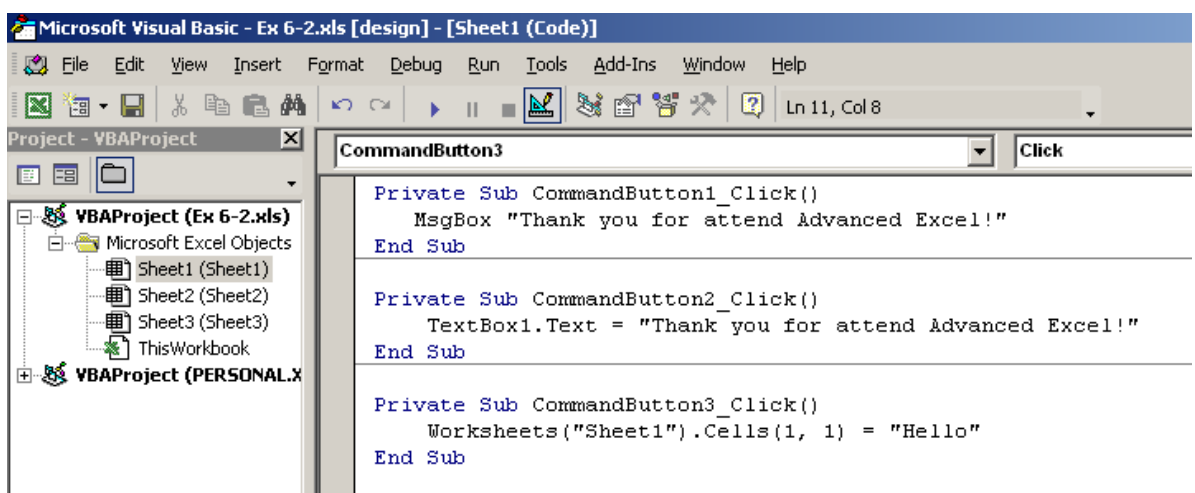 Microsoft Visual Basic - Ex 6-2.xls [design] - [Sheet1 (Code)]
File Edit View Insert Format Debug Run Tools Add-Ins Window Help
Ln 11, Col 8
Project - VBAProject
CommandButton3
Click
VBAProject (Ex 6-2.xls)
Microsoft Excel Objects
Sheet1 (Sheet1)
Sheet2 (Sheet2)
Sheet3 (Sheet3)
ThisWorkbook
VBAProject (PERSONAL.X
Private Sub CommandButton1_Click()
MsgBox "Thank you for attend Advanced Excel!"
End Sub
Private Sub CommandButton2_Click()
TextBox1.Text = "Thank you for attend Advanced Excel!"
End Sub
Private Sub CommandButton3_Click()
Worksheets("Sheet1").Cells(1, 1) = "Hello"
End Sub